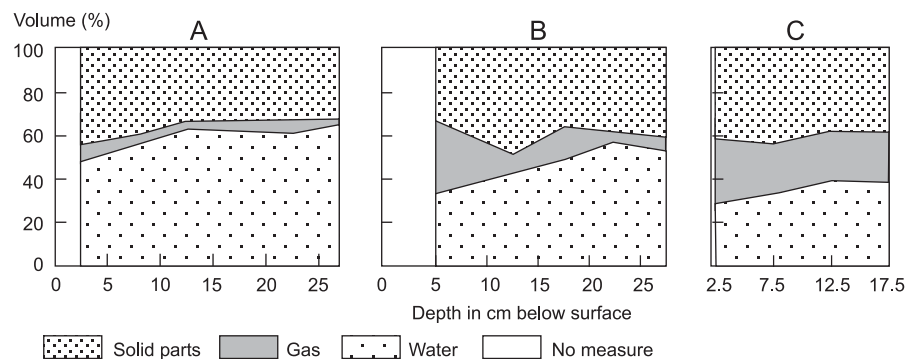 Volume (%)
A B C
100
80
60
40
20
0
0 5 10 15 20 25 0 5 10 15 20 25 2.5 7.5 12.5 17.5
Depth in cm below surface
Solid parts Gas Water No measure